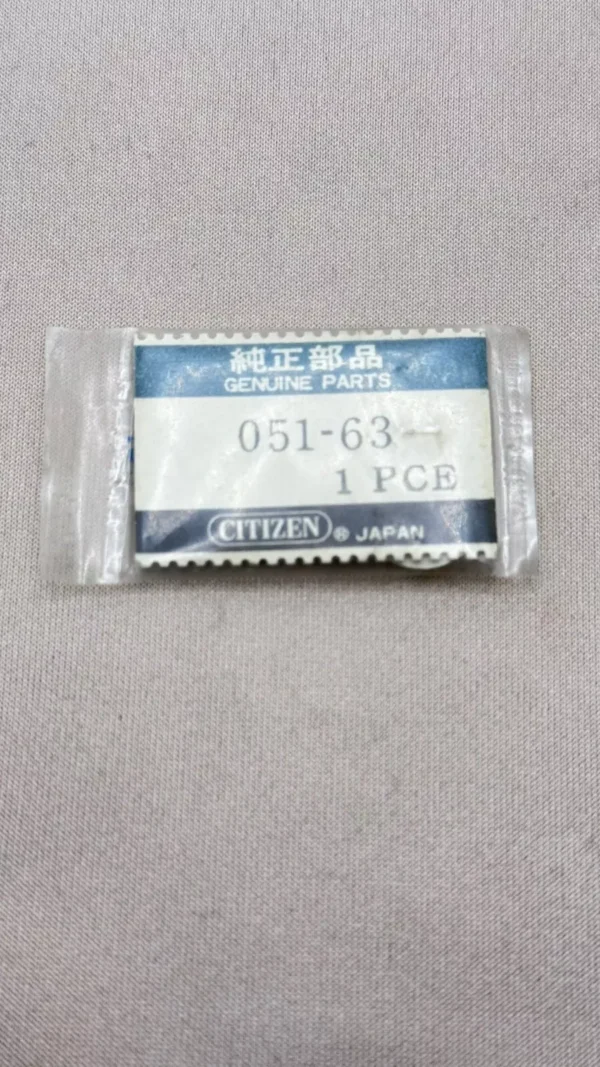 純正部品
GENUINE PARTS
051-63-
1 PCE
CITIZEN ® JAPAN